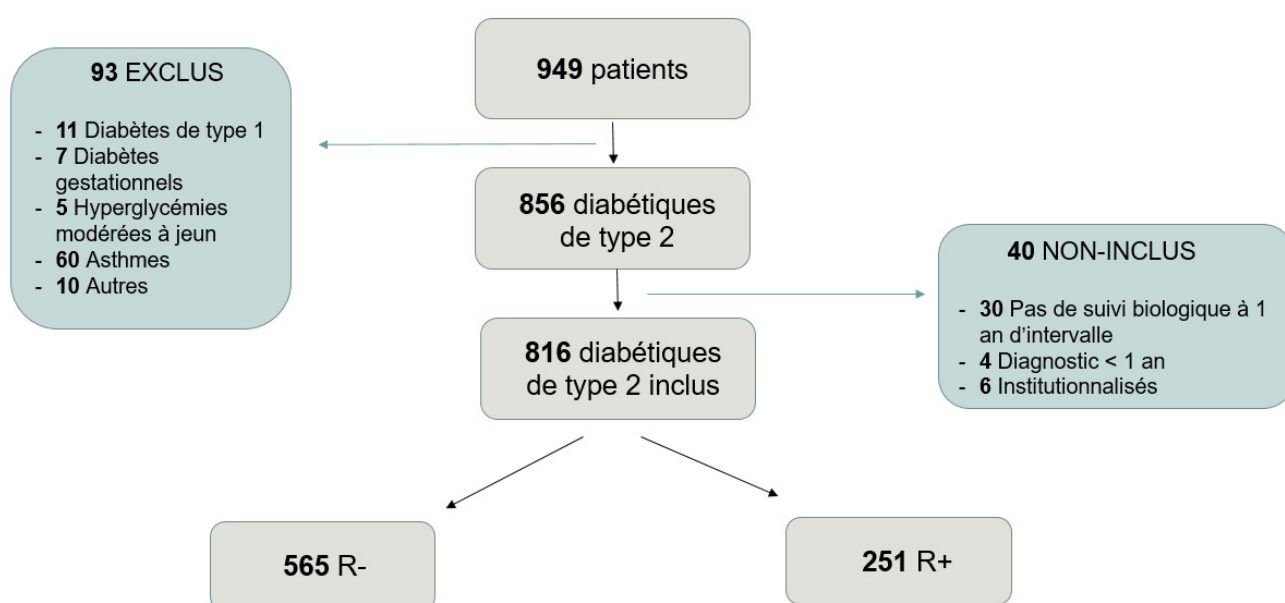 949 patients
93 EXCLUS
- 11 Diabètes de type 1
- 7 Diabètes
gestationnels
- 5 Hyperglycémies
modérées à jeun
- 60 Asthmes
- 10 Autres
856 diabétiques
de type 2
40 NON-INCLUS
- 30 Pas de suivi biologique à 1
an d'intervalle
- 4 Diagnostic < 1 an
- 6 Institutionnalisés
816 diabétiques
de type 2 inclus
565 R-
251 R+